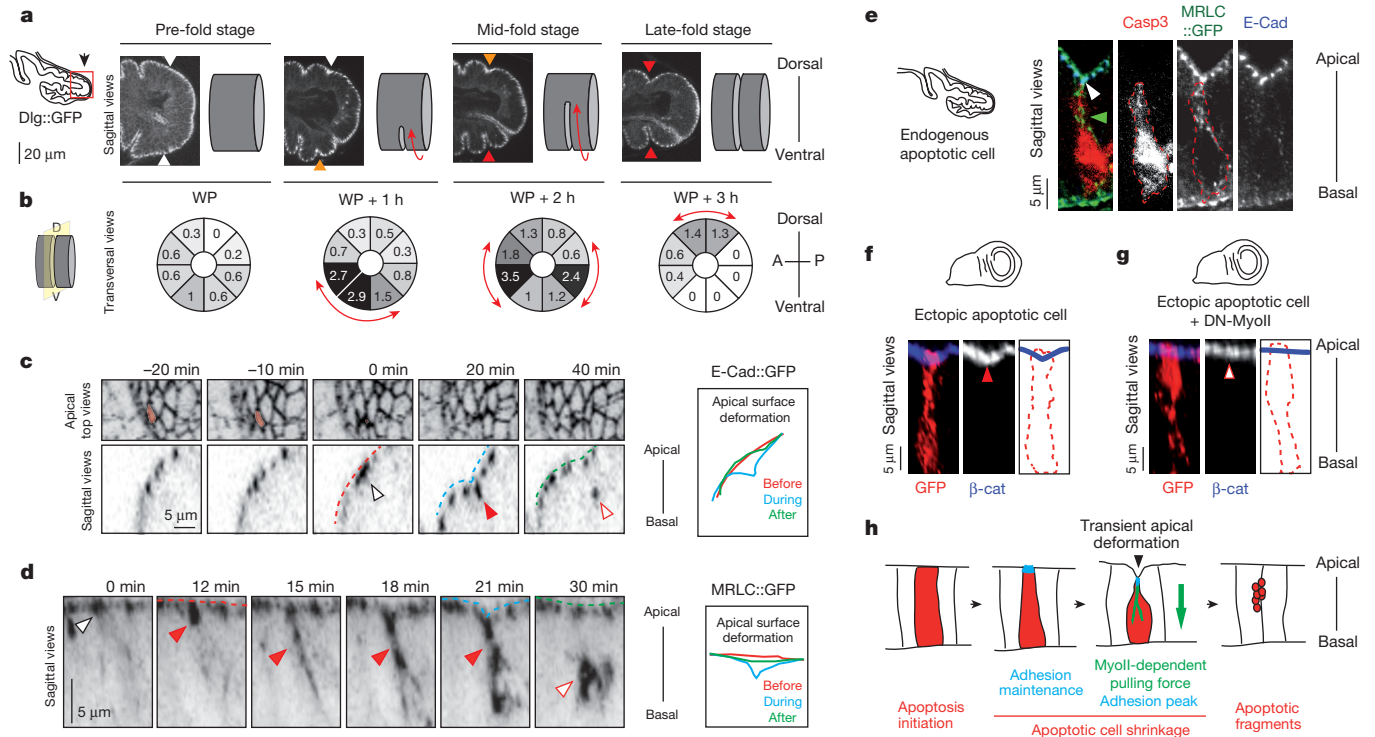 a
Pre-fold stage
Mid-fold stage
Late-fold stage
Dlg::GFP
20 μm
Sagittal views
Dorsal
Ventral
b
D
V
Transversal views
WP
WP + 1 h
WP + 2 h
WP + 3 h
0.3 0
0.6 0.2
0.6 0.6
1 0.6
0.3 0.5
0.7 0.3
2.7 0.8
2.9 1.5
1.3 0.8
1.8 0.6
3.5 2.4
1 1.2
1.4 1.3
0.6 0
0.4 0
0 0
Dorsal
A P
Ventral
c
–20 min
–10 min
0 min
20 min
40 min
E-Cad::GFP
Apical
top views
Sagittal views
5 μm
Apical
Basal
Apical surface
deformation
Before
During
After
d
0 min
12 min
15 min
18 min
21 min
30 min
MRLC::GFP
Sagittal views
5 μm
Apical
Basal
Apical surface
deformation
Before
During
After
e
Casp3
MRLC
::GFP
E-Cad
Endogenous
apoptotic cell
Sagittal views
5 μm
Apical
Basal
f
Ectopic apoptotic cell
Sagittal views
5 μm
GFP
β-cat
g
Ectopic apoptotic cell
+ DN-MyoII
Sagittal views
5 μm
GFP
β-cat
Apical
Basal
h
Transient apical
deformation
Apical
Basal
Adhesion
maintenance
MyoII-dependent
pulling force
Adhesion peak
Apoptosis
initiation
Apoptotic cell shrinkage
Apoptotic
fragments